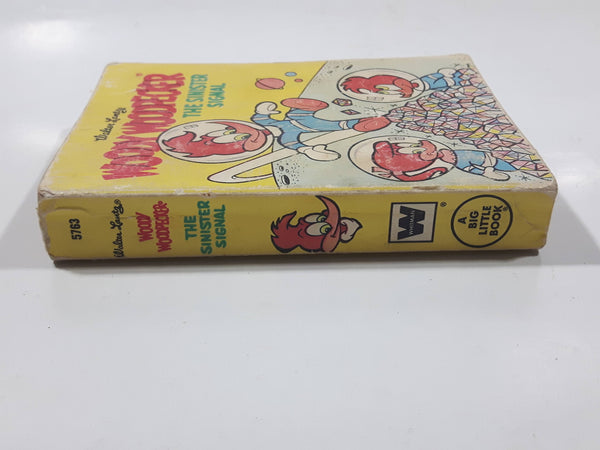 Walter Lantz
WOODY WOODPECKER®
THE SINISTER
SIGNAL
5763
Walter Lantz
WOODY
WOODPECKER®
THE
SINISTER
SIGNAL
®
W
WHITMAN
A
BIG
LITTLE
BOOK®